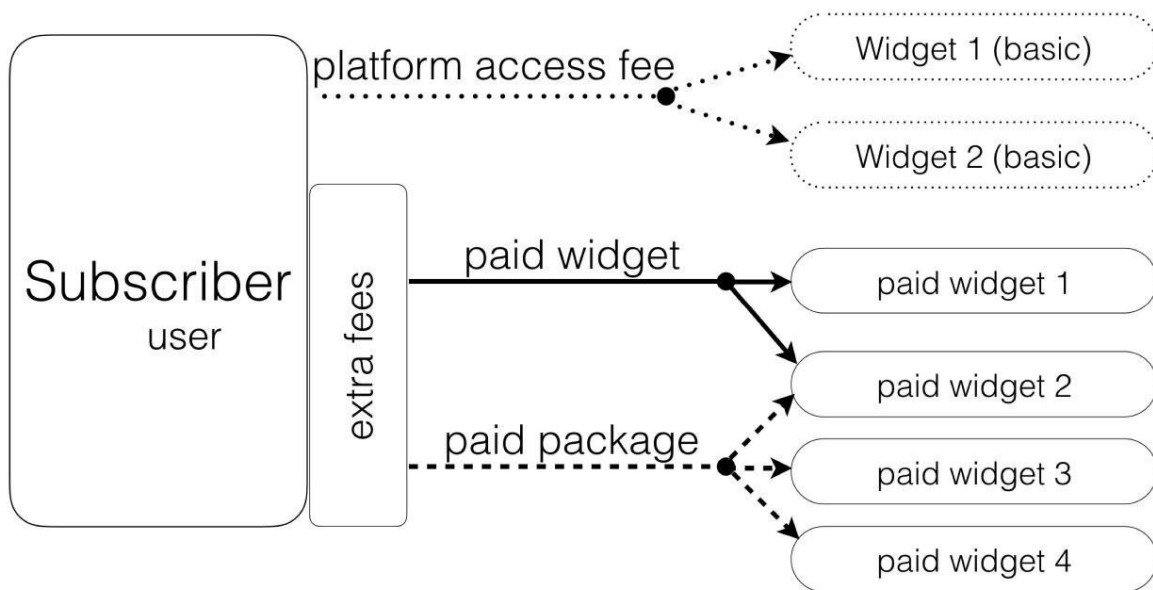 platform access fee
Widget 1 (basic)
Widget 2 (basic)
Subscriber
user
extra fees
paid widget
paid widget 1
paid widget 2
paid package
paid widget 3
paid widget 4